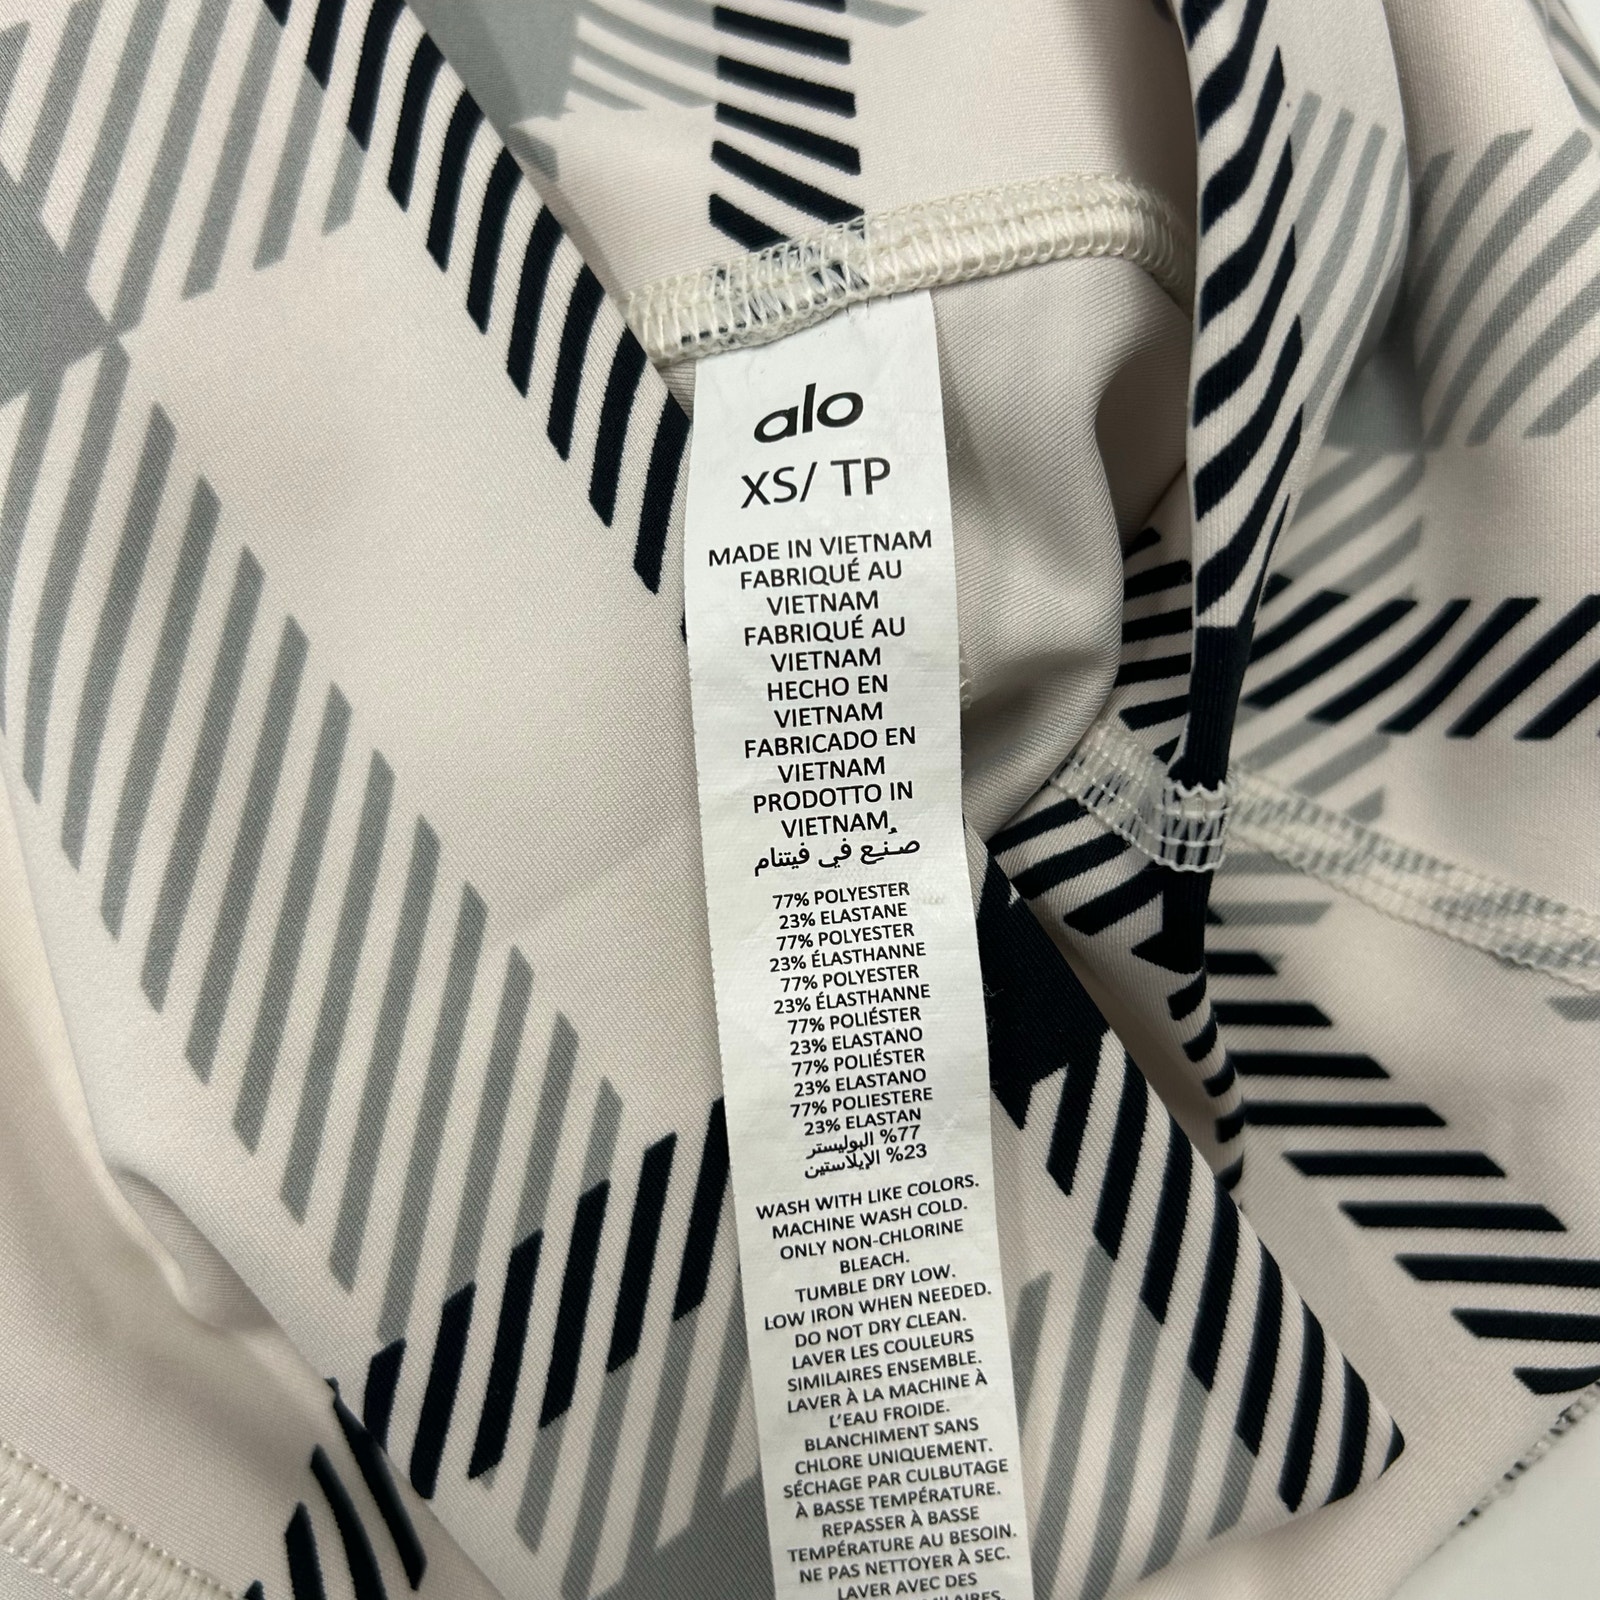 alo
XS/ TP
MADE IN VIETNAM
FABRIQUÉ AU
VIETNAM
FABRIQUÉ AU
VIETNAM
HECHO EN
VIETNAM
FABRICADO EN
VIETNAM
PRODOTTO IN
VIETNAM
صُنِع في فيتنام
77% POLYESTER
23% ELASTANE
77% POLYESTER
23% ÉLASTHANNE
77% POLYESTER
23% ÉLASTHANNE
77% POLIÉSTER
23% ELASTANO
77% POLIÉSTER
23% ELASTANO
77% POLIESTERE
23% ELASTAN
77% البوليستر
23% الإيلاستين
WASH WITH LIKE COLORS.
MACHINE WASH COLD.
ONLY NON-CHLORINE
BLEACH.
TUMBLE DRY LOW.
LOW IRON WHEN NEEDED.
DO NOT DRY CLEAN.
LAVER LES COULEURS
SIMILAIRES ENSEMBLE.
LAVER À LA MACHINE À
L'EAU FROIDE.
BLANCHIMENT SANS
CHLORE UNIQUEMENT.
SÉCHAGE PAR CULBUTAGE
À BASSE TEMPÉRATURE.
REPASSER À BASSE
TEMPÉRATURE AU BESOIN.
NE PAS NETTOYER À SEC.
LAVER AVEC DES